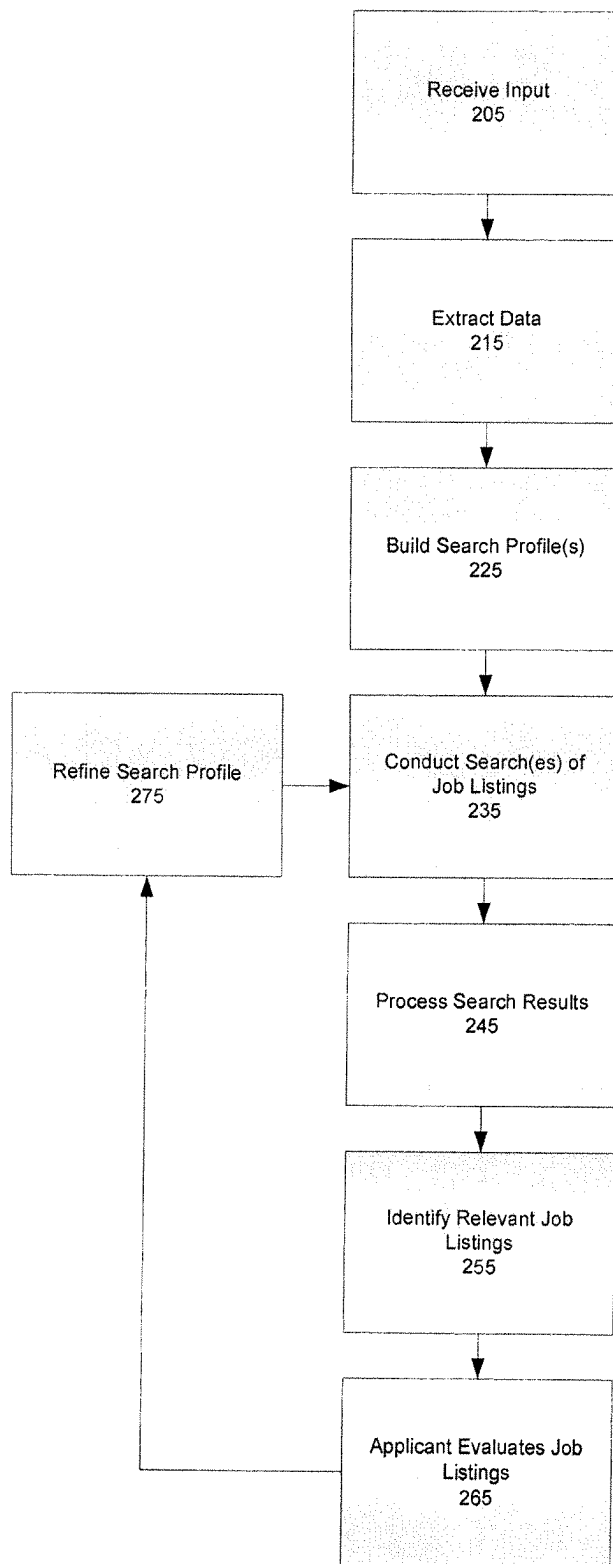 Receive Input
205
Extract Data
215
Build Search Profile(s)
225
Refine Search Profile
275
Conduct Search(es) of
Job Listings
235
Process Search Results
245
Identify Relevant Job
Listings
255
Applicant Evaluates Job
Listings
265